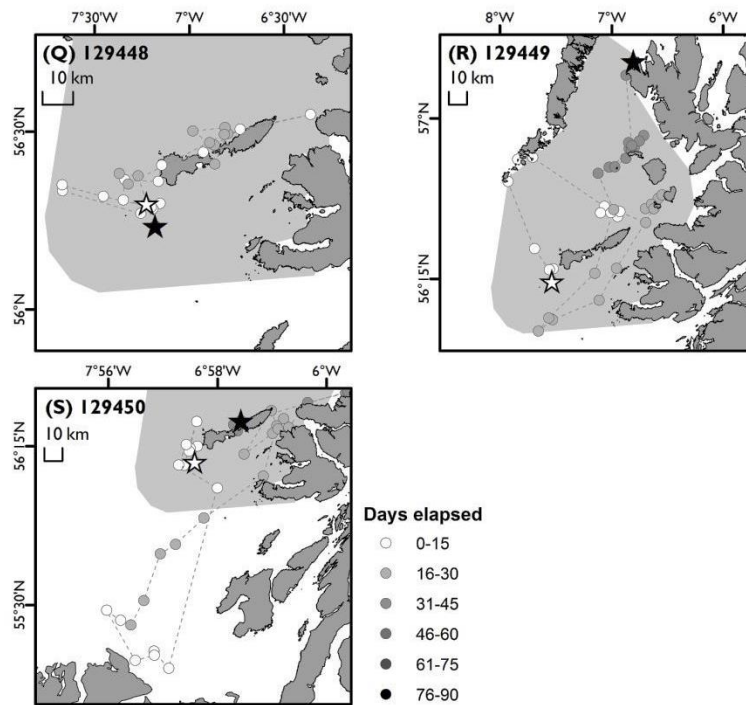 7°30'W 7°W 6°30'W
(Q) 129448
10 km
56°30'N
56°N
8°W 7°W 6°W
(R) 129449
10 km
57°N
56°15'N
7°56'W 6°58'W 6°W
(S) 129450
10 km
56°15'N
55°30'N
Days elapsed
0-15
16-30
31-45
46-60
61-75
76-90